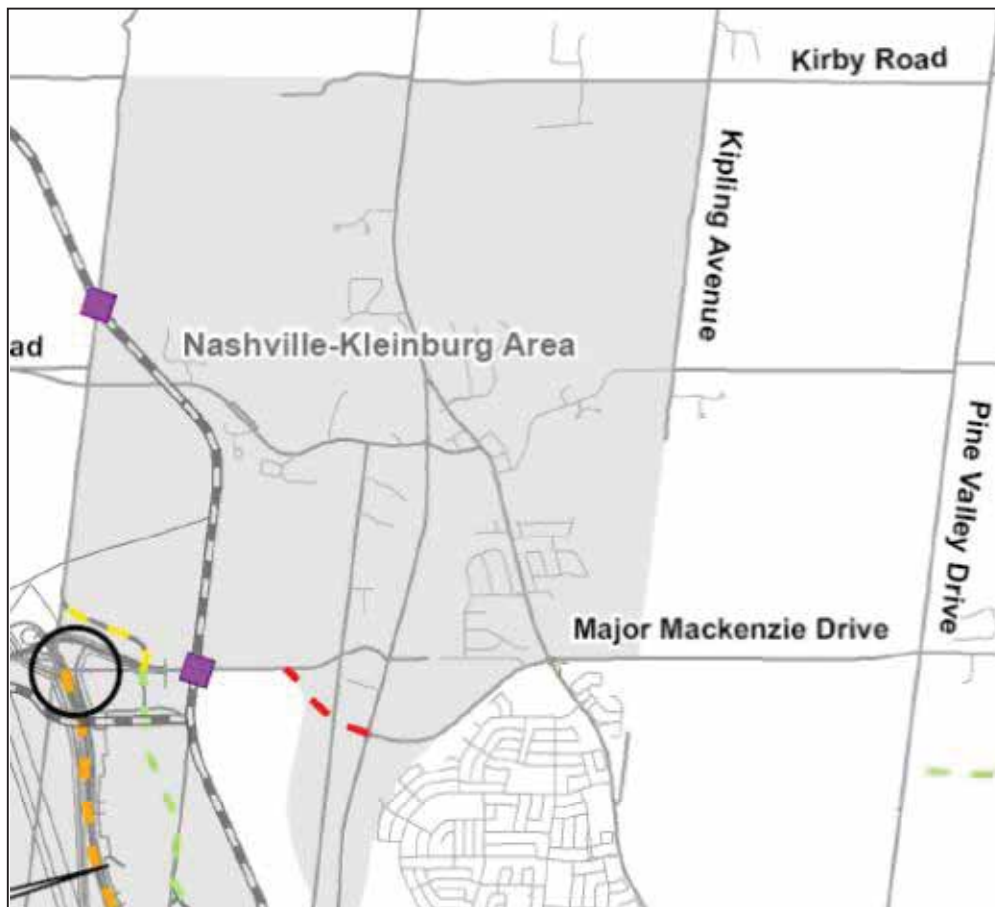 Kirby Road
Kipling Avenue
Nashville-Kleinburg Area
ad
Pine Valley Drive
Major Mackenzie Drive